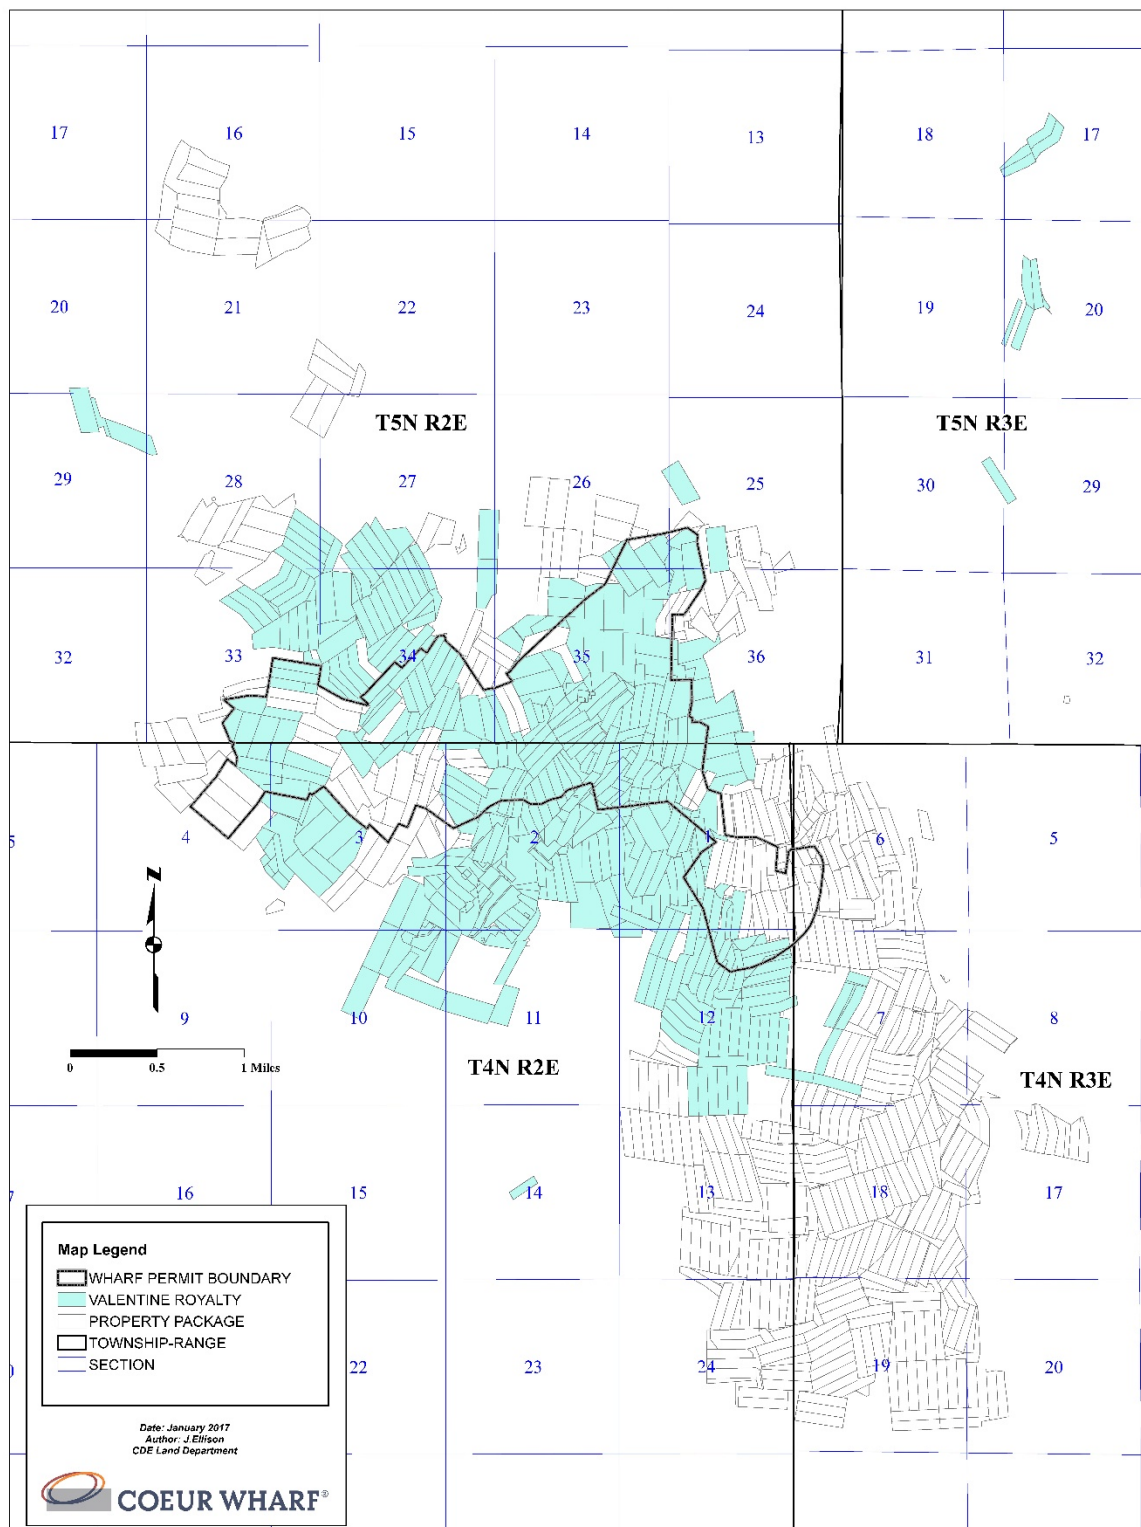 17 16 15 14 13 18 17
20 21 22 23 24 19 20
T5N R2E T5N R3E
29 28 27 26 25 30 29
32 33 34 35 36 31 32
4 3 2 1 6 5
N
9 10 11 12 7 8
0 0.5 1 Miles
T4N R2E T4N R3E
16 15 14 13 18 17
22 23 24 19 20
Map Legend
WHARF PERMIT BOUNDARY
VALENTINE ROYALTY
PROPERTY PACKAGE
TOWNSHIP-RANGE
SECTION
Date: January 2017
Author: J.Ellison
CDE Land Department
COEUR WHARF®